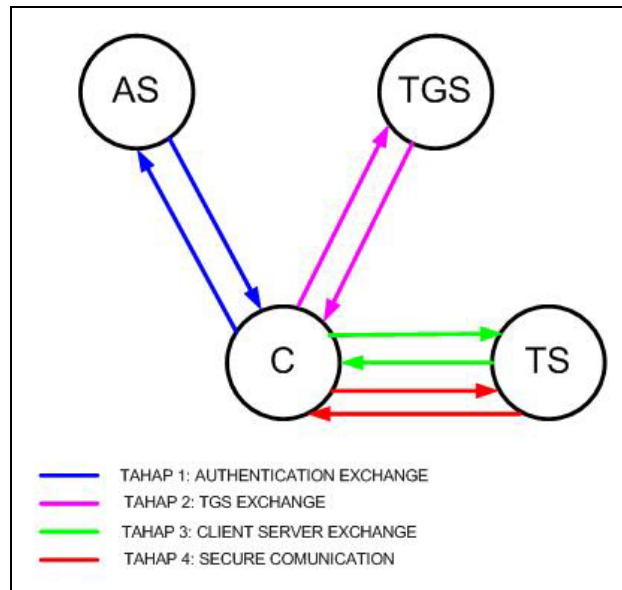 AS
TGS
C
TS
TAHAP 1: AUTHENTICATION EXCHANGE
TAHAP 2: TGS EXCHANGE
TAHAP 3: CLIENT SERVER EXCHANGE
TAHAP 4: SECURE COMUNICATION